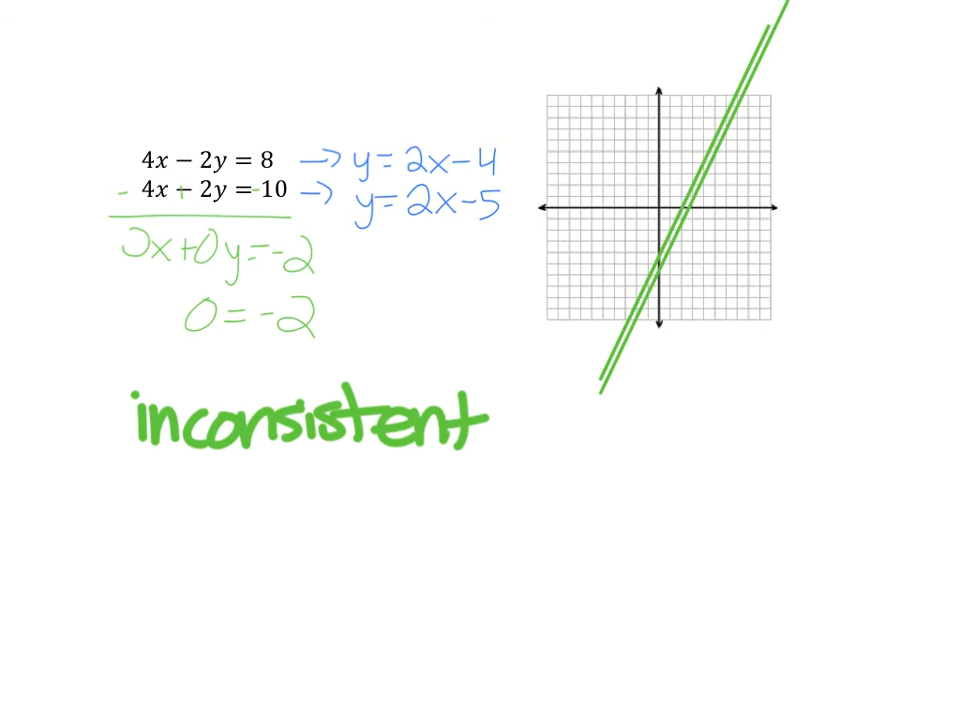 4x − 2y = 8 → y = 2x − 4
- 4x − 2y = 10 → y = 2x − 5
0x + 0y = -2
0 = -2
inconsistent